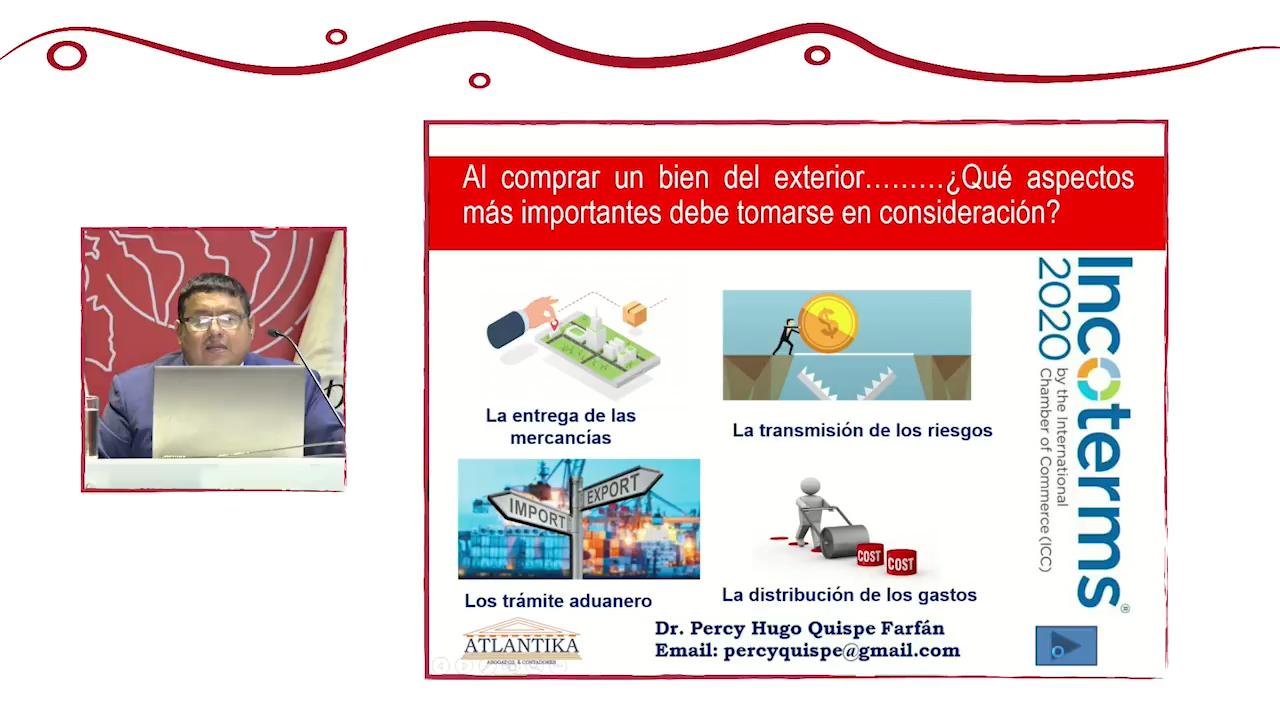 Al comprar un bien del exterior.........¿Qué aspectos
más importantes debe tomarse en consideración?
La entrega de las
mercancías
La transmisión de los riesgos
IMPORT
EXPORT
COST
COST
Los trámite aduanero
La distribución de los gastos
ATLANTIKA
ABOGADOS & CONTADORES
Dr. Percy Hugo Quispe Farfán
Email: percyquispe@gmail.com
Incoterms®
2020
by the International
Chamber of Commerce (ICC)